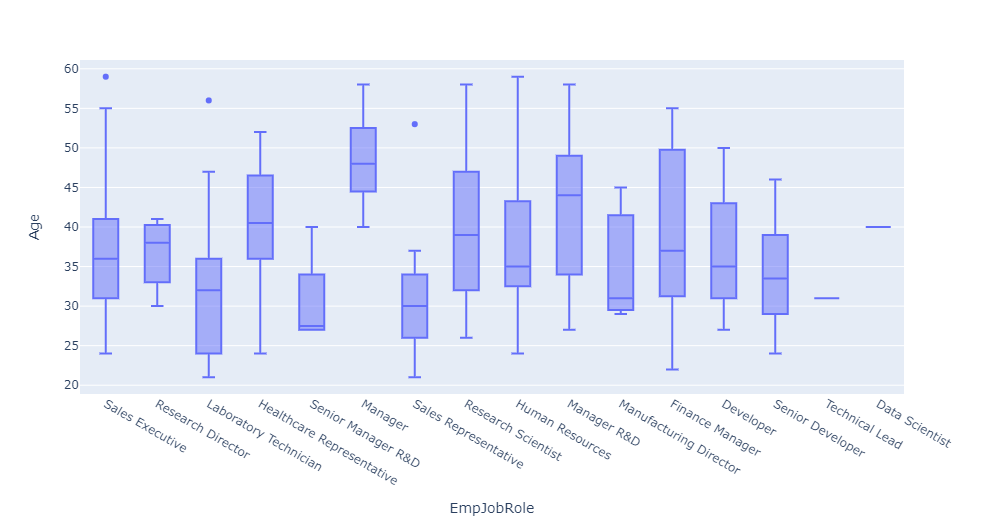 60
55
50
45
40
35
30
25
20
Age
Sales Executive
Research Director
Laboratory Technician
Healthcare Representative
Senior Manager R&D
Manager
Sales Representative
Research Scientist
Human Resources
Manager R&D
Manufacturing Director
Finance Manager
Developer
Senior Developer
Technical Lead
Data Scientist
EmpJobRole